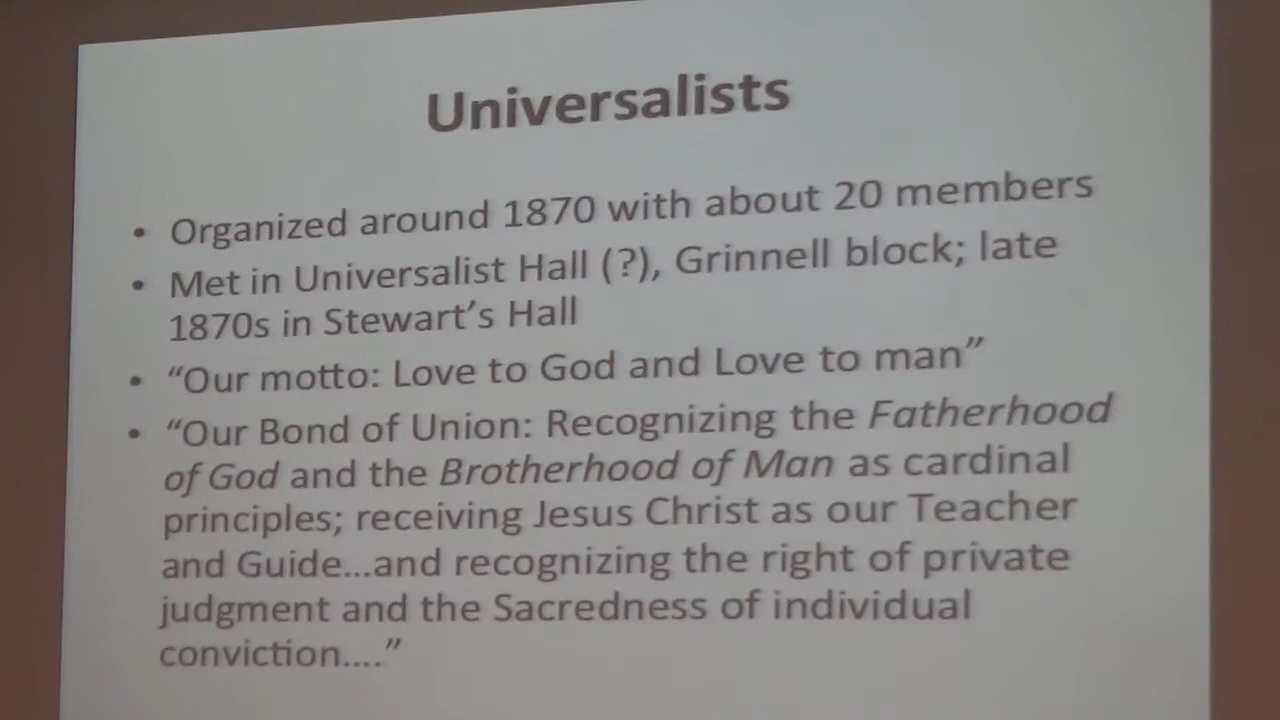 Universalists
• Organized around 1870 with about 20 members
• Met in Universalist Hall (?), Grinnell block; late
1870s in Stewart’s Hall
• “Our motto: Love to God and Love to man”
• “Our Bond of Union: Recognizing the Fatherhood
of God and the Brotherhood of Man as cardinal
principles; receiving Jesus Christ as our Teacher
and Guide…and recognizing the right of private
judgment and the Sacredness of individual
conviction….”